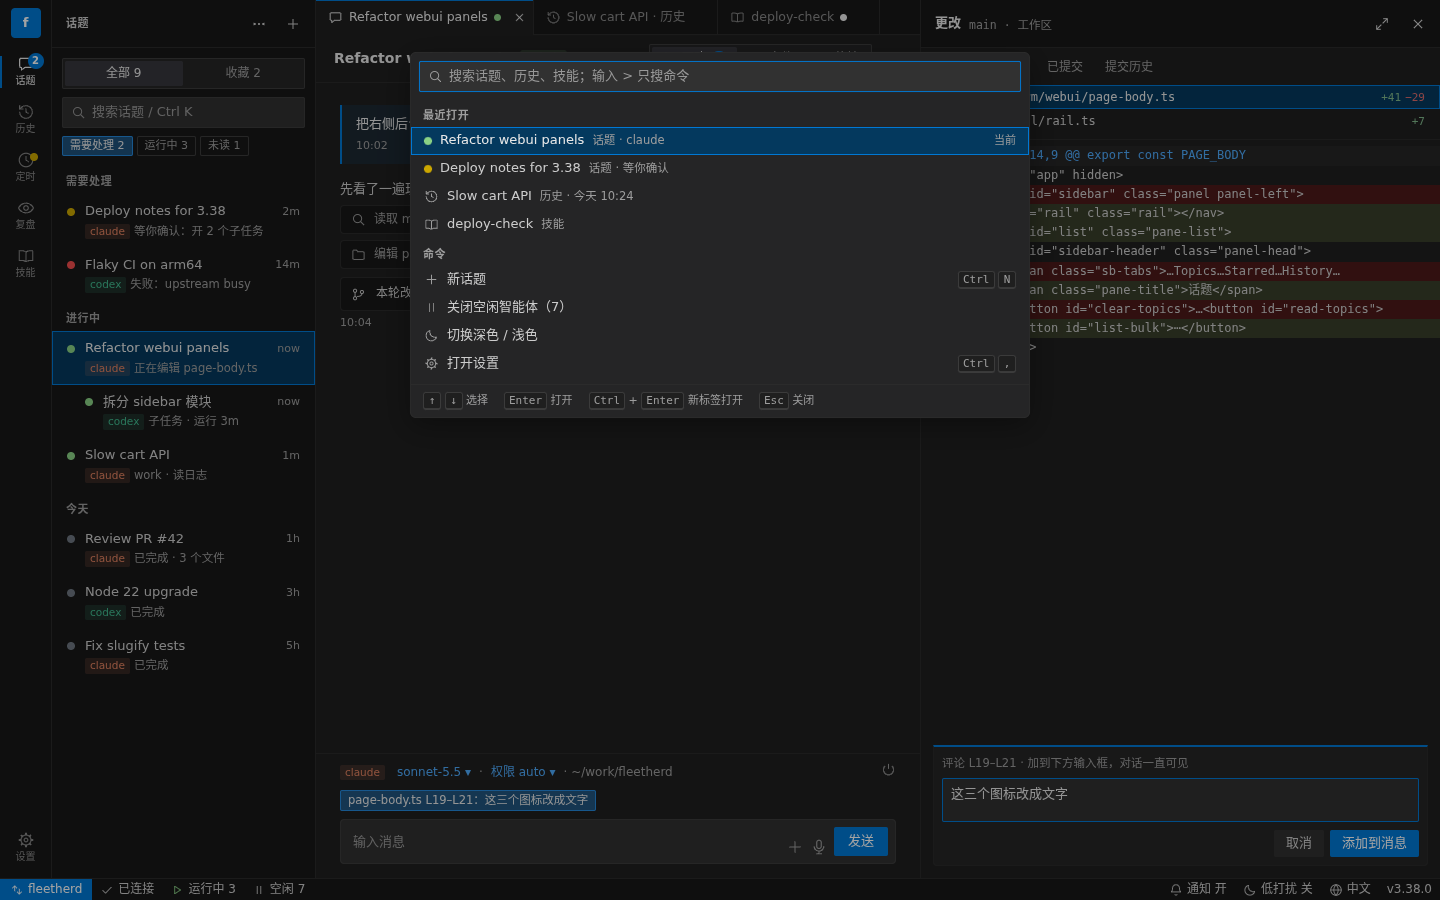 f
话题
Refactor webui panels
Slow cart API · 历史
deploy-check
更改 main · 工作区
2
话题
历史
定时
复盘
技能
设置
全部 9
收藏 2
搜索话题 / Ctrl K
需要处理 2
运行中 3
未读 1
需要处理
Deploy notes for 3.38 2m
claude 等你确认：开 2 个子任务
Flaky CI on arm64 14m
codex 失败：upstream busy
进行中
Refactor webui panels now
claude 正在编辑 page-body.ts
拆分 sidebar 模块 now
codex 子任务 · 运行 3m
Slow cart API 1m
claude work · 读日志
今天
Review PR #42 1h
claude 已完成 · 3 个文件
Node 22 upgrade 3h
codex 已完成
Fix slugify tests 5h
claude 已完成
Refactor
把右侧后
10:02
先看了一遍
读取
编辑
本轮改
10:04
搜索话题、历史、技能；输入 > 只搜命令
最近打开
Refactor webui panels 话题 · claude 当前
Deploy notes for 3.38 话题 · 等你确认
Slow cart API 历史 · 今天 10:24
deploy-check 技能
命令
新话题 Ctrl N
关闭空闲智能体（7）
切换深色 / 浅色
打开设置 Ctrl ,
↑ ↓ 选择 Enter 打开 Ctrl + Enter 新标签打开 Esc 关闭
已提交
提交历史
m/webui/page-body.ts +41 −29
l/rail.ts +7
14,9 @@ export const PAGE_BODY
"app" hidden>
id="sidebar" class="panel panel-left">
="rail" class="rail"></nav>
id="list" class="pane-list">
id="sidebar-header" class="panel-head">
an class="sb-tabs">…Topics…Starred…History…
an class="pane-title">话题</span>
tton id="clear-topics">…<button id="read-topics">
tton id="list-bulk">⋯</button>
>
claude sonnet-5.5 ▾ · 权限 auto ▾ · ~/work/fleetherd
page-body.ts L19–L21：这三个图标改成文字
输入消息
发送
评论 L19–L21 · 加到下方输入框，对话一直可见
这三个图标改成文字
取消
添加到消息
fleetherd
已连接
运行中 3
空闲 7
通知 开
低打扰 关
中文
v3.38.0